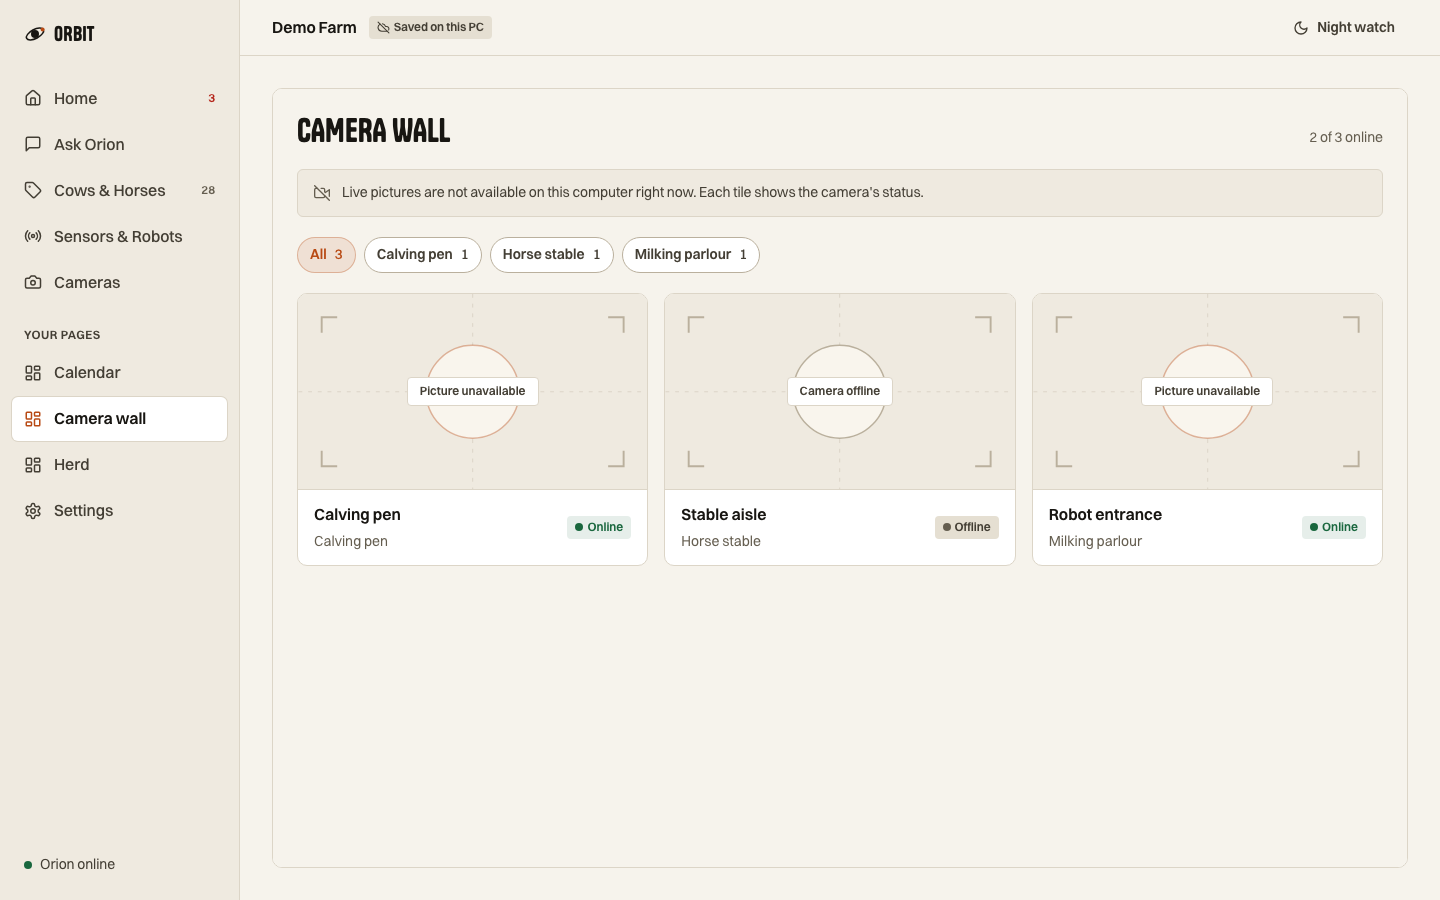 ORBIT
Home 3
Ask Orion
Cows & Horses 28
Sensors & Robots
Cameras
YOUR PAGES
Calendar
Camera wall
Herd
Settings
Orion online
Demo Farm Saved on this PC Night watch
CAMERA WALL 2 of 3 online
Live pictures are not available on this computer right now. Each tile shows the camera's status.
All 3 Calving pen 1 Horse stable 1 Milking parlour 1
Picture unavailable
Calving pen
Calving pen
Online
Camera offline
Stable aisle
Horse stable
Offline
Picture unavailable
Robot entrance
Milking parlour
Online